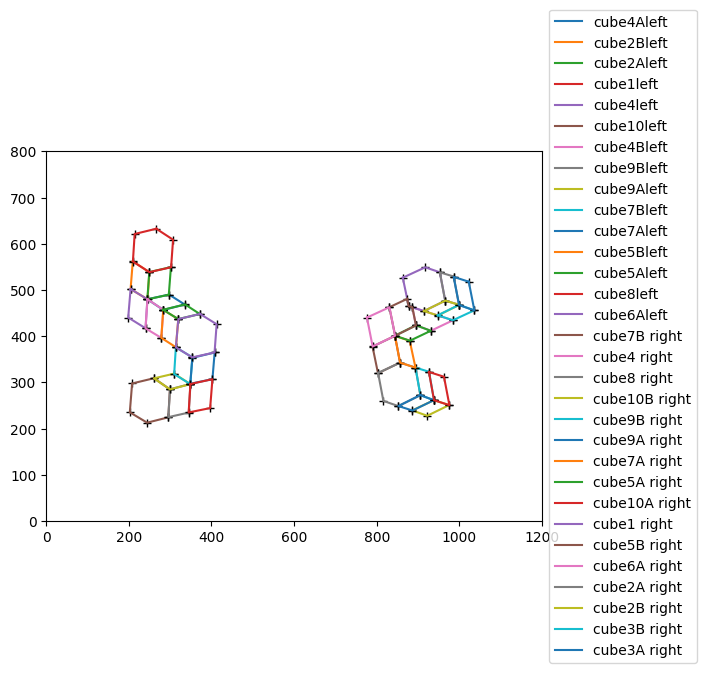 800
700
600
500
400
300
200
100
0
0
200
400
600
800
1000
1200
cube4Aleft
cube2Bleft
cube2Aleft
cube1left
cube4left
cube10left
cube4Bleft
cube9Bleft
cube9Aleft
cube7Bleft
cube7Aleft
cube5Bleft
cube5Aleft
cube8left
cube6Aleft
cube7B right
cube4 right
cube8 right
cube10B right
cube9B right
cube9A right
cube7A right
cube5A right
cube10A right
cube1 right
cube5B right
cube6A right
cube2A right
cube2B right
cube3B right
cube3A right